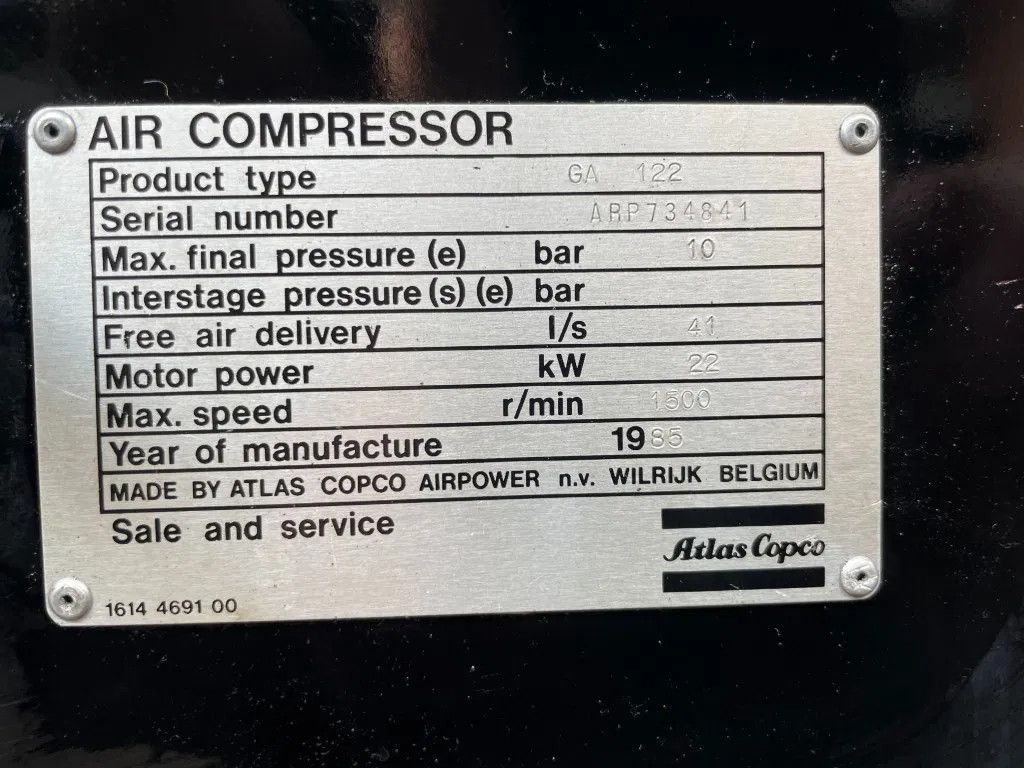 AIR COMPRESSOR
Product type GA 122
Serial number ARP734841
Max. final pressure (e) bar 10
Interstage pressure (s) (e) bar
Free air delivery l/s 41
Motor power kW 22
Max. speed r/min 1500
Year of manufacture 1985
MADE BY ATLAS COPCO AIRPOWER n.v. WILRIJK BELGIUM
Sale and service
Atlas Copco
1614 4691 00